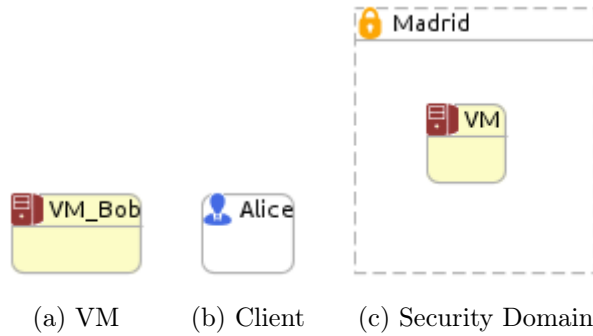 Madrid
VM
VM_Bob
Alice
(a) VM
(b) Client
(c) Security Domain